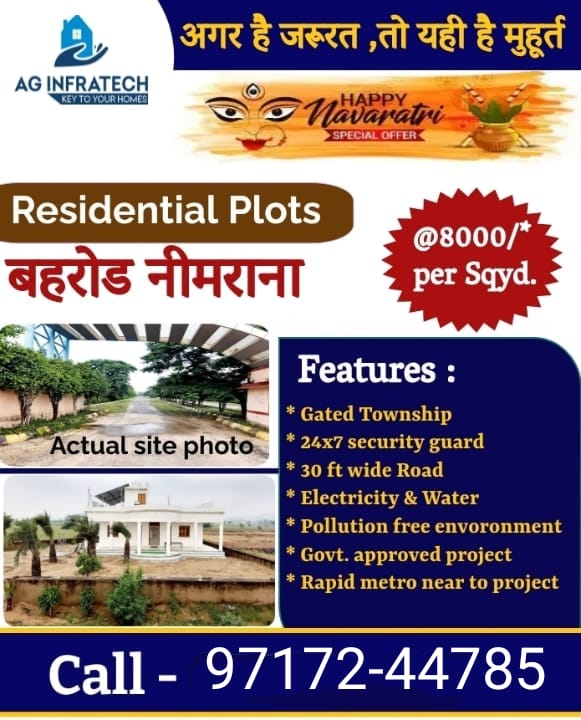 अगर है जरूरत ,तो यही है मुहूर्त
AG INFRATECH
KEY TO YOUR HOMES
HAPPY
Navaratri
SPECIAL OFFER
Residential Plots
बहरोड नीमराना
@8000/*
per Sqyd.
Actual site photo
Features :
* Gated Township
* 24x7 security guard
* 30 ft wide Road
* Electricity & Water
* Pollution free envoronment
* Govt. approved project
* Rapid metro near to project
Call - 97172-44785